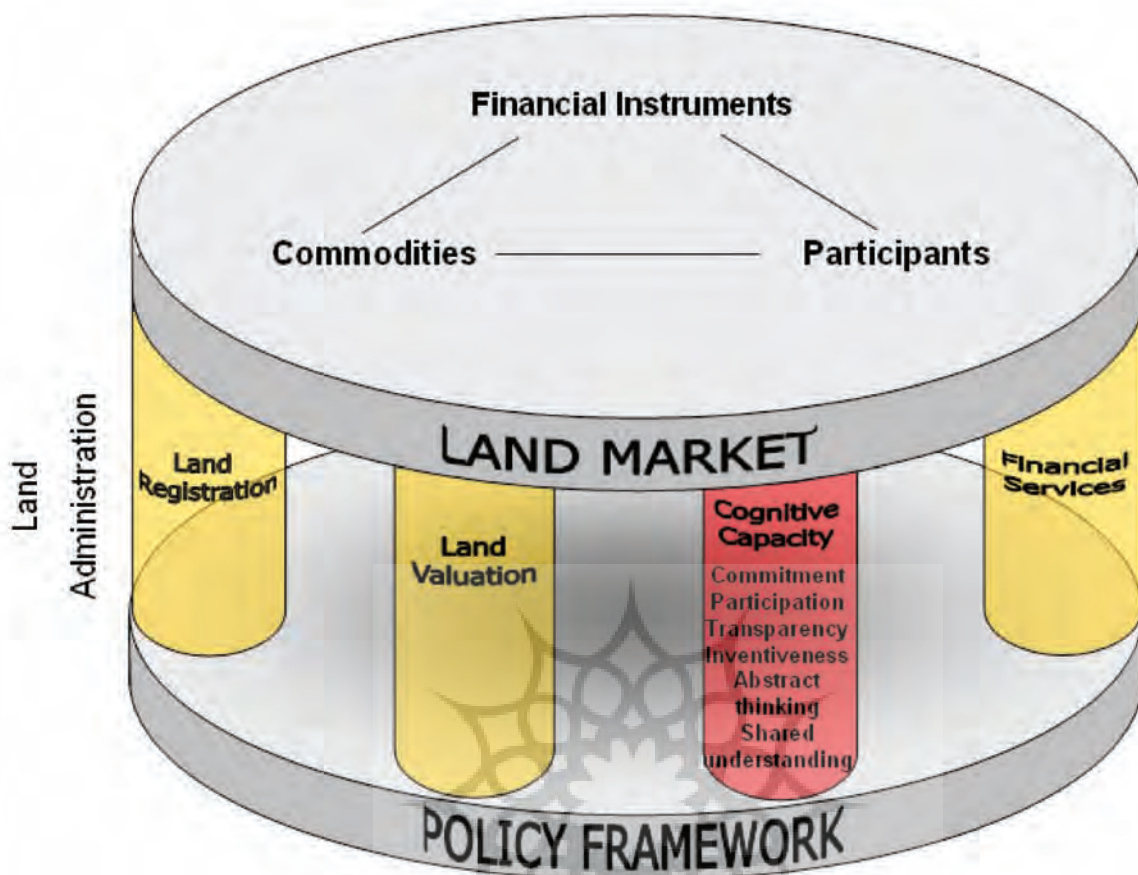 Financial Instruments
Commodities
Participants
LAND MARKET
Land
Administration
Land
Registration
Land
Valuation
Cognitive
Capacity
Commitment
Participation
Transparency
Inventiveness
Abstract
thinking
Shared
understanding
Financial
Services
POLICY FRAMEWORK